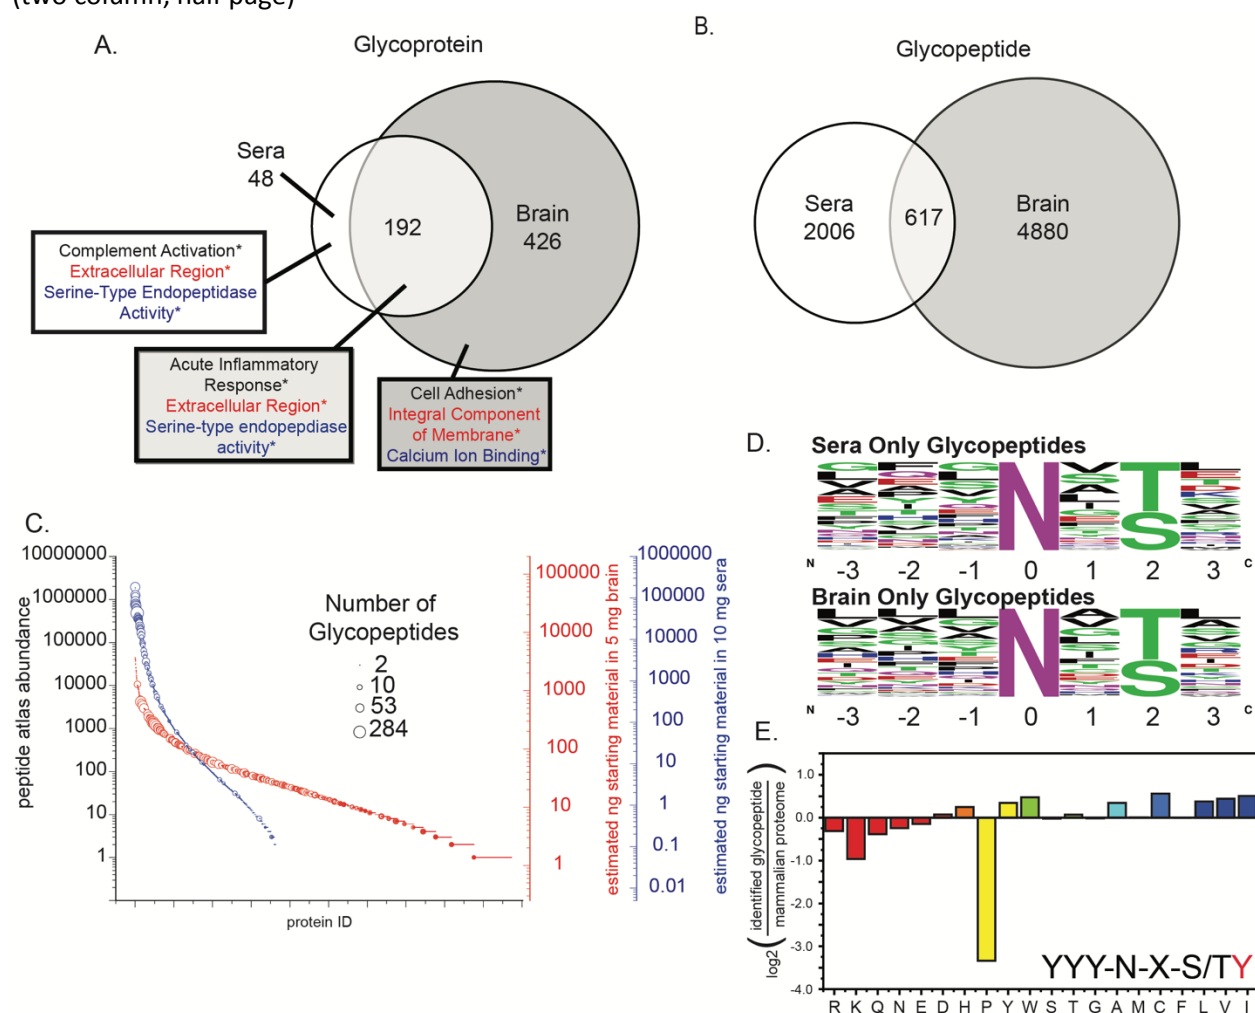 (two column, half page)
A.
Glycoprotein
Sera
48
192
Brain
426
Complement Activation*
Extracellular Region*
Serine-Type Endopeptidase
Activity*
Acute Inflammatory
Response*
Extracellular Region*
Serine-type endopepdiase
activity*
Cell Adhesion*
Integral Component
of Membrane*
Calcium Ion Binding*
B.
Glycopeptide
Sera
2006
617
Brain
4880
C.
peptide atlas abundance
10000000
1000000
100000
10000
1000
100
10
1
protein ID
Number of
Glycopeptides
2
10
53
284
100000
10000
1000
100
10
1
estimated ng starting material in 5 mg brain
1000000
100000
10000
1000
100
10
1
0.1
0.01
estimated ng starting material in 10 mg sera
D.
Sera Only Glycopeptides
N
T
S
N -3 -2 -1 0 1 2 3 C
Brain Only Glycopeptides
N
T
S
N -3 -2 -1 0 1 2 3 C
E.
log2 ( identified glycopeptide
mammalian proteome )
1.0
0.0
-1.0
-2.0
-3.0
-4.0
YYY-N-X-S/TY
R K Q N E D H P Y W S T G A M C F L V I